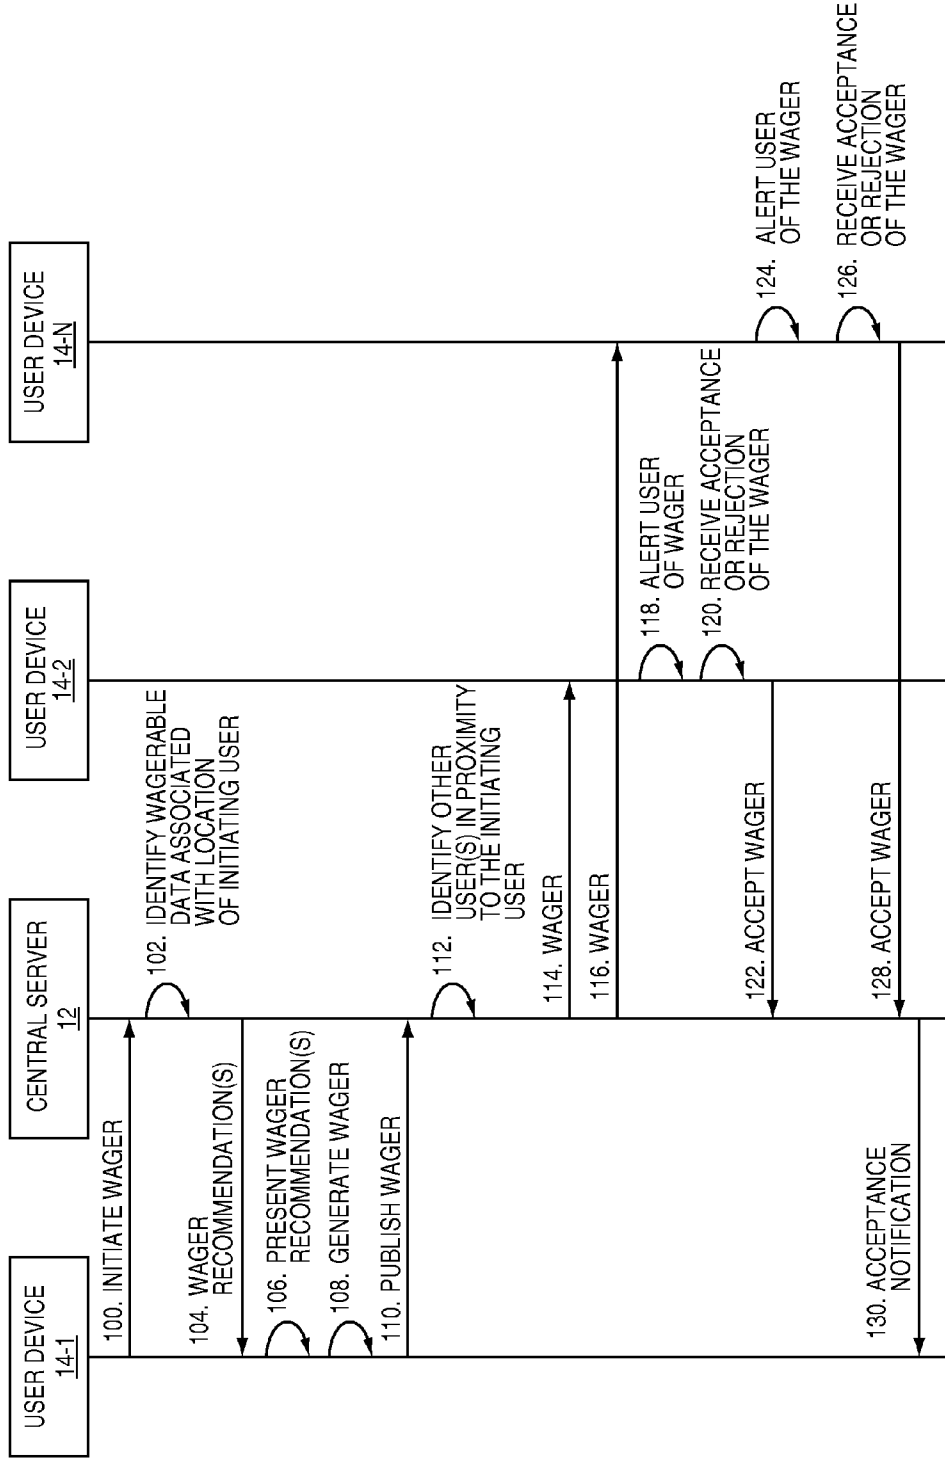 USER DEVICE
14-1
CENTRAL SERVER
12
USER DEVICE
14-2
USER DEVICE
14-N
100. INITIATE WAGER
102. IDENTIFY WAGERABLE
DATA ASSOCIATED
WITH LOCATION
OF INITIATING USER
104. WAGER
RECOMMENDATION(S)
106. PRESENT WAGER
RECOMMENDATION(S)
108. GENERATE WAGER
110. PUBLISH WAGER
112. IDENTIFY OTHER
USER(S) IN PROXIMITY
TO THE INITIATING
USER
114. WAGER
116. WAGER
118. ALERT USER
OF WAGER
120. RECEIVE ACCEPTANCE
OR REJECTION
OF THE WAGER
122. ACCEPT WAGER
124. ALERT USER
OF THE WAGER
126. RECEIVE ACCEPTANCE
OR REJECTION
OF THE WAGER
128. ACCEPT WAGER
130. ACCEPTANCE
NOTIFICATION